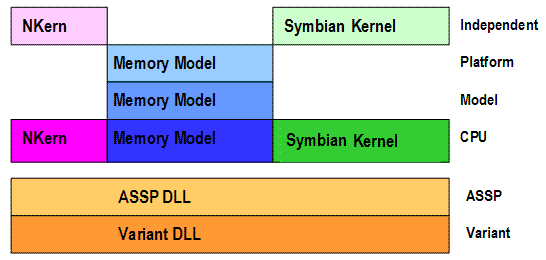 NKern Symbian Kernel Independent
Memory Model Platform
Memory Model Model
NKern Memory Model Symbian Kernel CPU
ASSP DLL ASSP
Variant DLL Variant